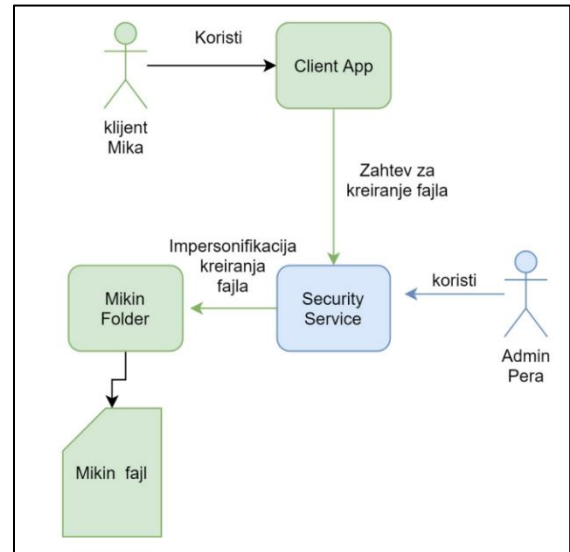 Koristi
Client App
klijent
Mika
Zahtev za
kreiranje fajla
Impersonifikacija
kreiranja
fajla
Mikin
Folder
Security
Service
koristi
Admin
Pera
Mikin fajl